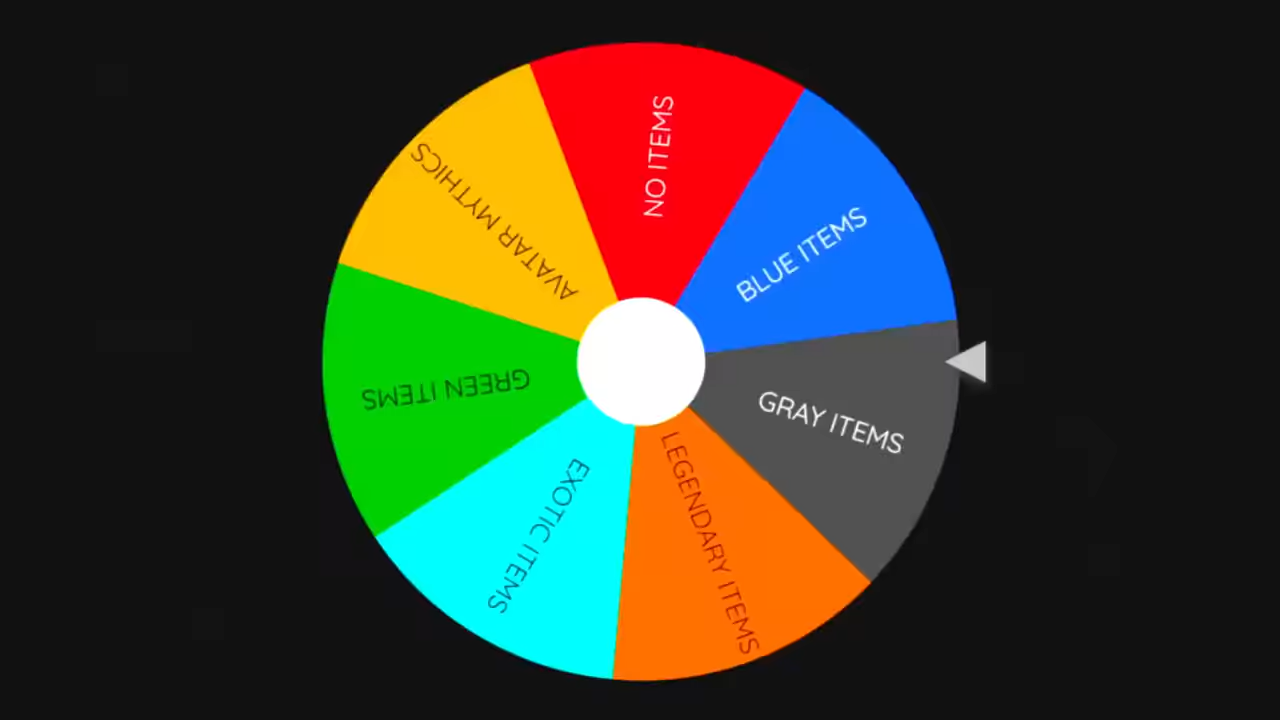 NO ITEMS
BLUE ITEMS
GRAY ITEMS
LEGENDARY ITEMS
EXOTIC ITEMS
GREEN ITEMS
AVATAR MYTHICS